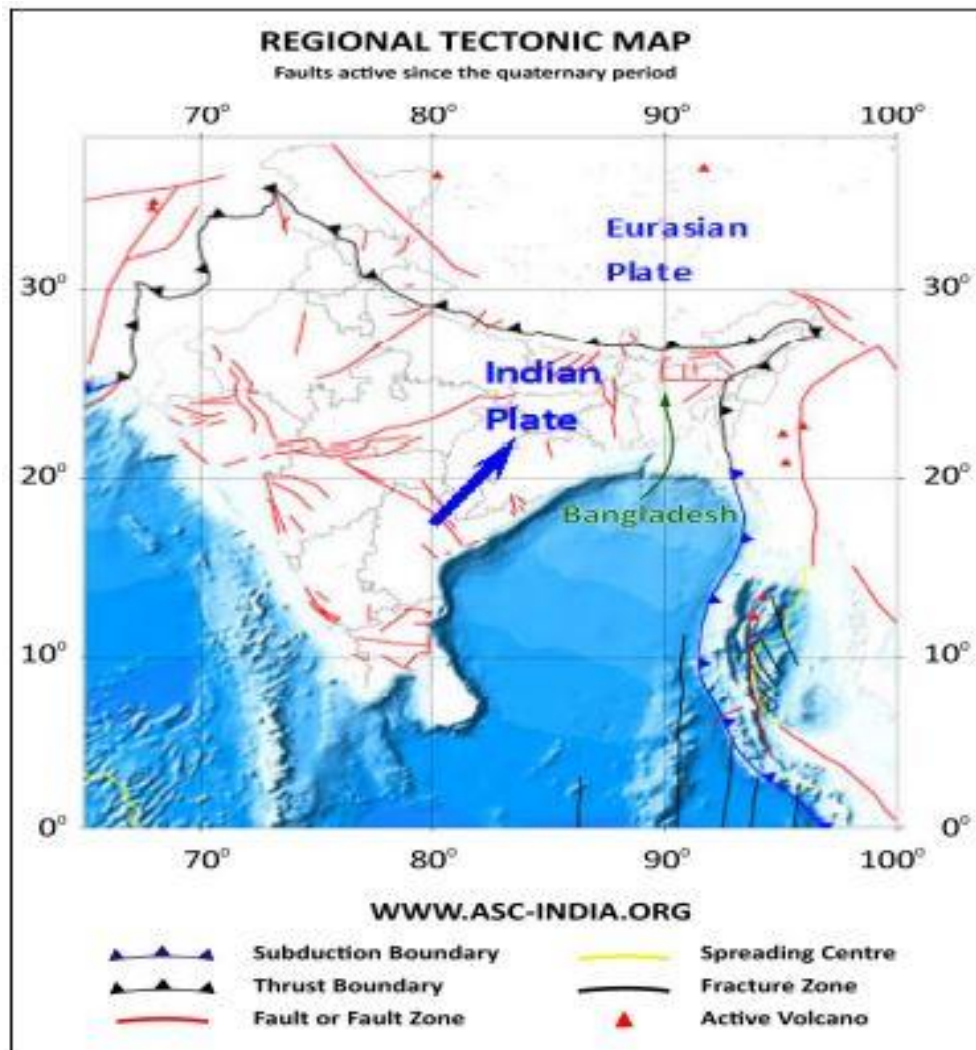 REGIONAL TECTONIC MAP
Faults active since the quaternary period
70° 80° 90° 100°
Eurasian
Plate
30° 30°
Indian
Plate
20° 20°
Bangladesh
10° 10°
0° 0°
70° 80° 90° 100°
WWW.ASC-INDIA.ORG
Subduction Boundary Spreading Centre
Thrust Boundary Fracture Zone
Fault or Fault Zone Active Volcano